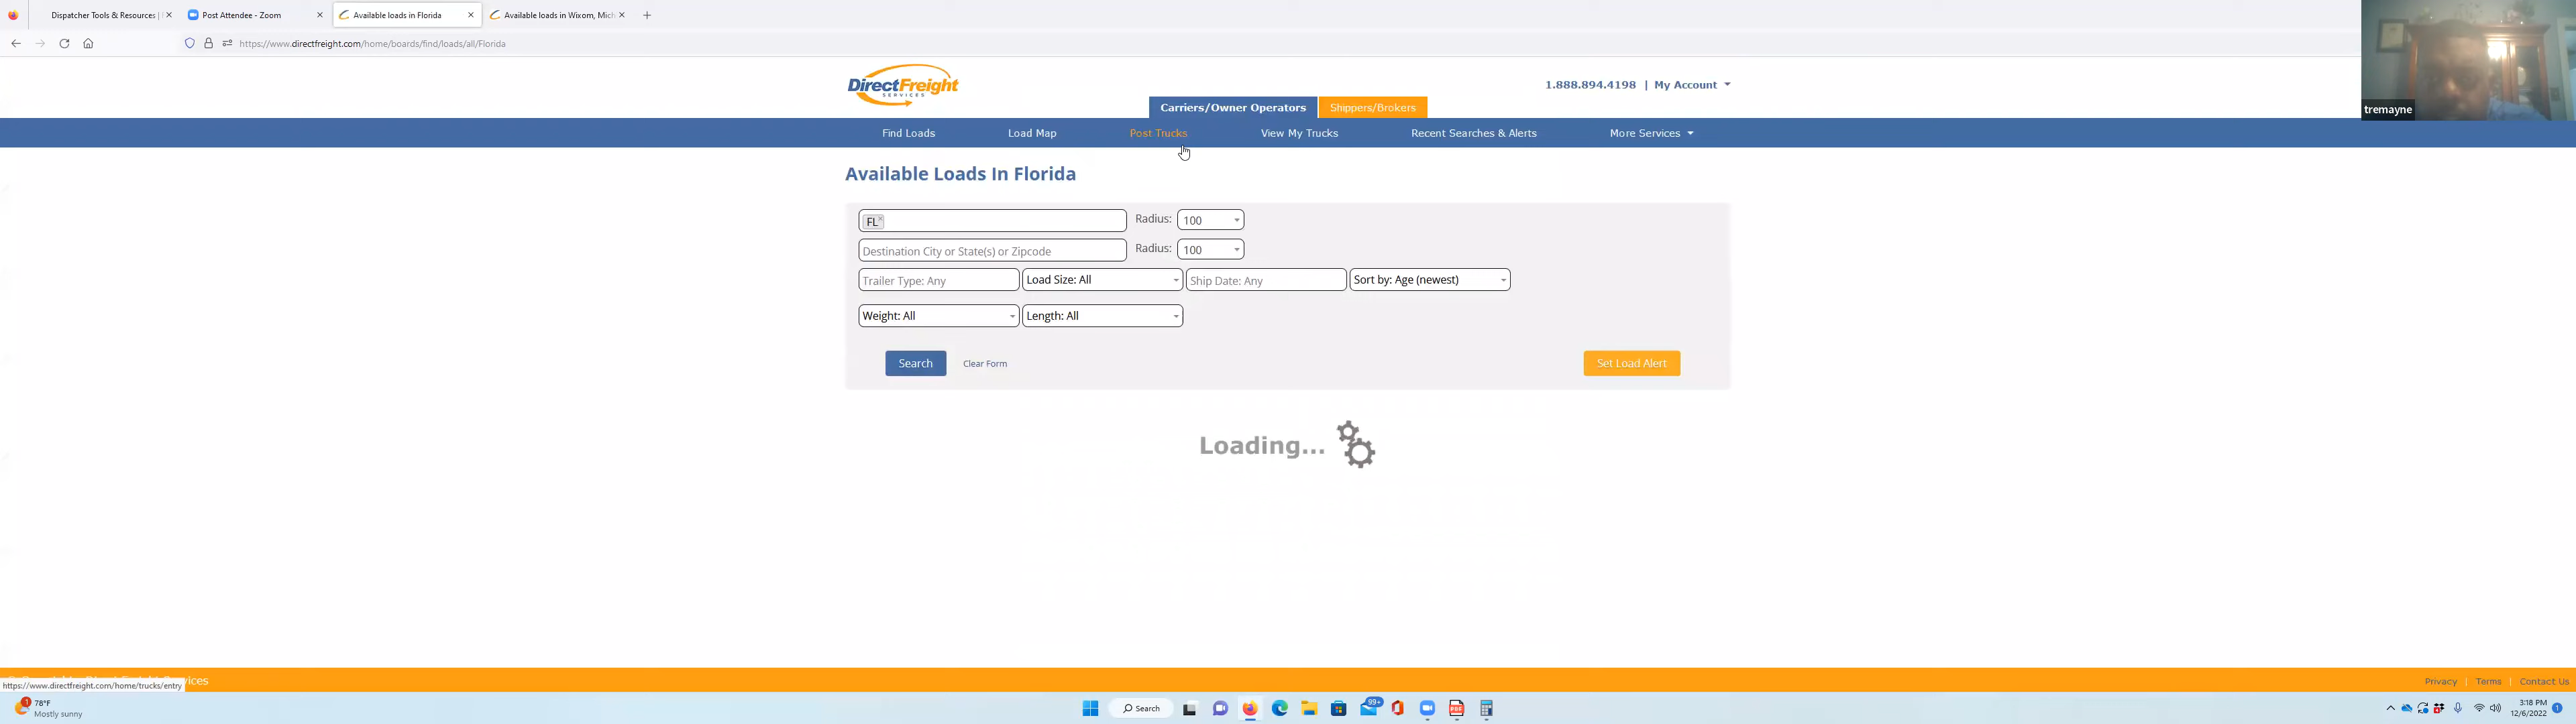 Dispatcher Tools & Resources |
Post Attendee - Zoom
Available loads in Florida
Available loads in Wixom, Mich
https://www.directfreight.com/home/boards/find/loads/all/Florida
DirectFreight
SERVICES
1.888.894.4198 | My Account
Carriers/Owner Operators
Shippers/Brokers
tremayne
Find Loads
Load Map
Post Trucks
View My Trucks
Recent Searches & Alerts
More Services
Available Loads In Florida
FL×
Radius:
100
Destination City or State(s) or Zipcode
Radius:
100
Trailer Type: Any
Load Size: All
Ship Date: Any
Sort by: Age (newest)
Weight: All
Length: All
Search
Clear Form
Set Load Alert
Loading...
vices
Privacy | Terms | Contact Us
https://www.directfreight.com/home/trucks/entry
1
78°F
Mostly sunny
Search
99+
PDF
3:18 PM
12/6/2022
1